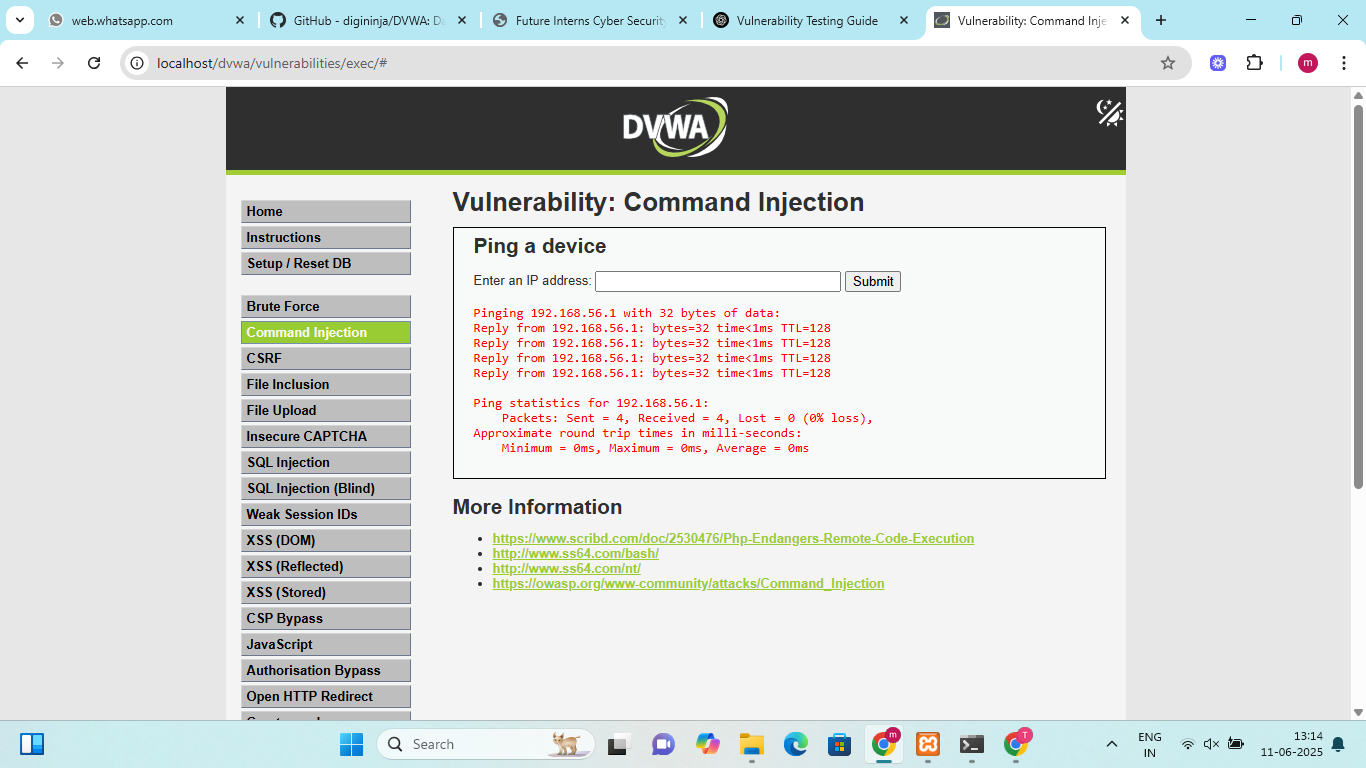 web.whatsapp.com
GitHub - digininja/DVWA: Da
Future Interns Cyber Security
Vulnerability Testing Guide
Vulnerability: Command Inje
localhost/dvwa/vulnerabilities/exec/#
m
DVWA
Home
Instructions
Setup / Reset DB
Brute Force
Command Injection
CSRF
File Inclusion
File Upload
Insecure CAPTCHA
SQL Injection
SQL Injection (Blind)
Weak Session IDs
XSS (DOM)
XSS (Reflected)
XSS (Stored)
CSP Bypass
JavaScript
Authorisation Bypass
Open HTTP Redirect
Vulnerability: Command Injection
Ping a device
Enter an IP address:
Submit
Pinging 192.168.56.1 with 32 bytes of data:
Reply from 192.168.56.1: bytes=32 time<1ms TTL=128
Reply from 192.168.56.1: bytes=32 time<1ms TTL=128
Reply from 192.168.56.1: bytes=32 time<1ms TTL=128
Reply from 192.168.56.1: bytes=32 time<1ms TTL=128
Ping statistics for 192.168.56.1:
Packets: Sent = 4, Received = 4, Lost = 0 (0% loss),
Approximate round trip times in milli-seconds:
Minimum = 0ms, Maximum = 0ms, Average = 0ms
More Information
https://www.scribd.com/doc/2530476/Php-Endangers-Remote-Code-Execution
http://www.ss64.com/bash/
http://www.ss64.com/nt/
https://owasp.org/www-community/attacks/Command_Injection
Search
m
T
ENG
IN
13:14
11-06-2025